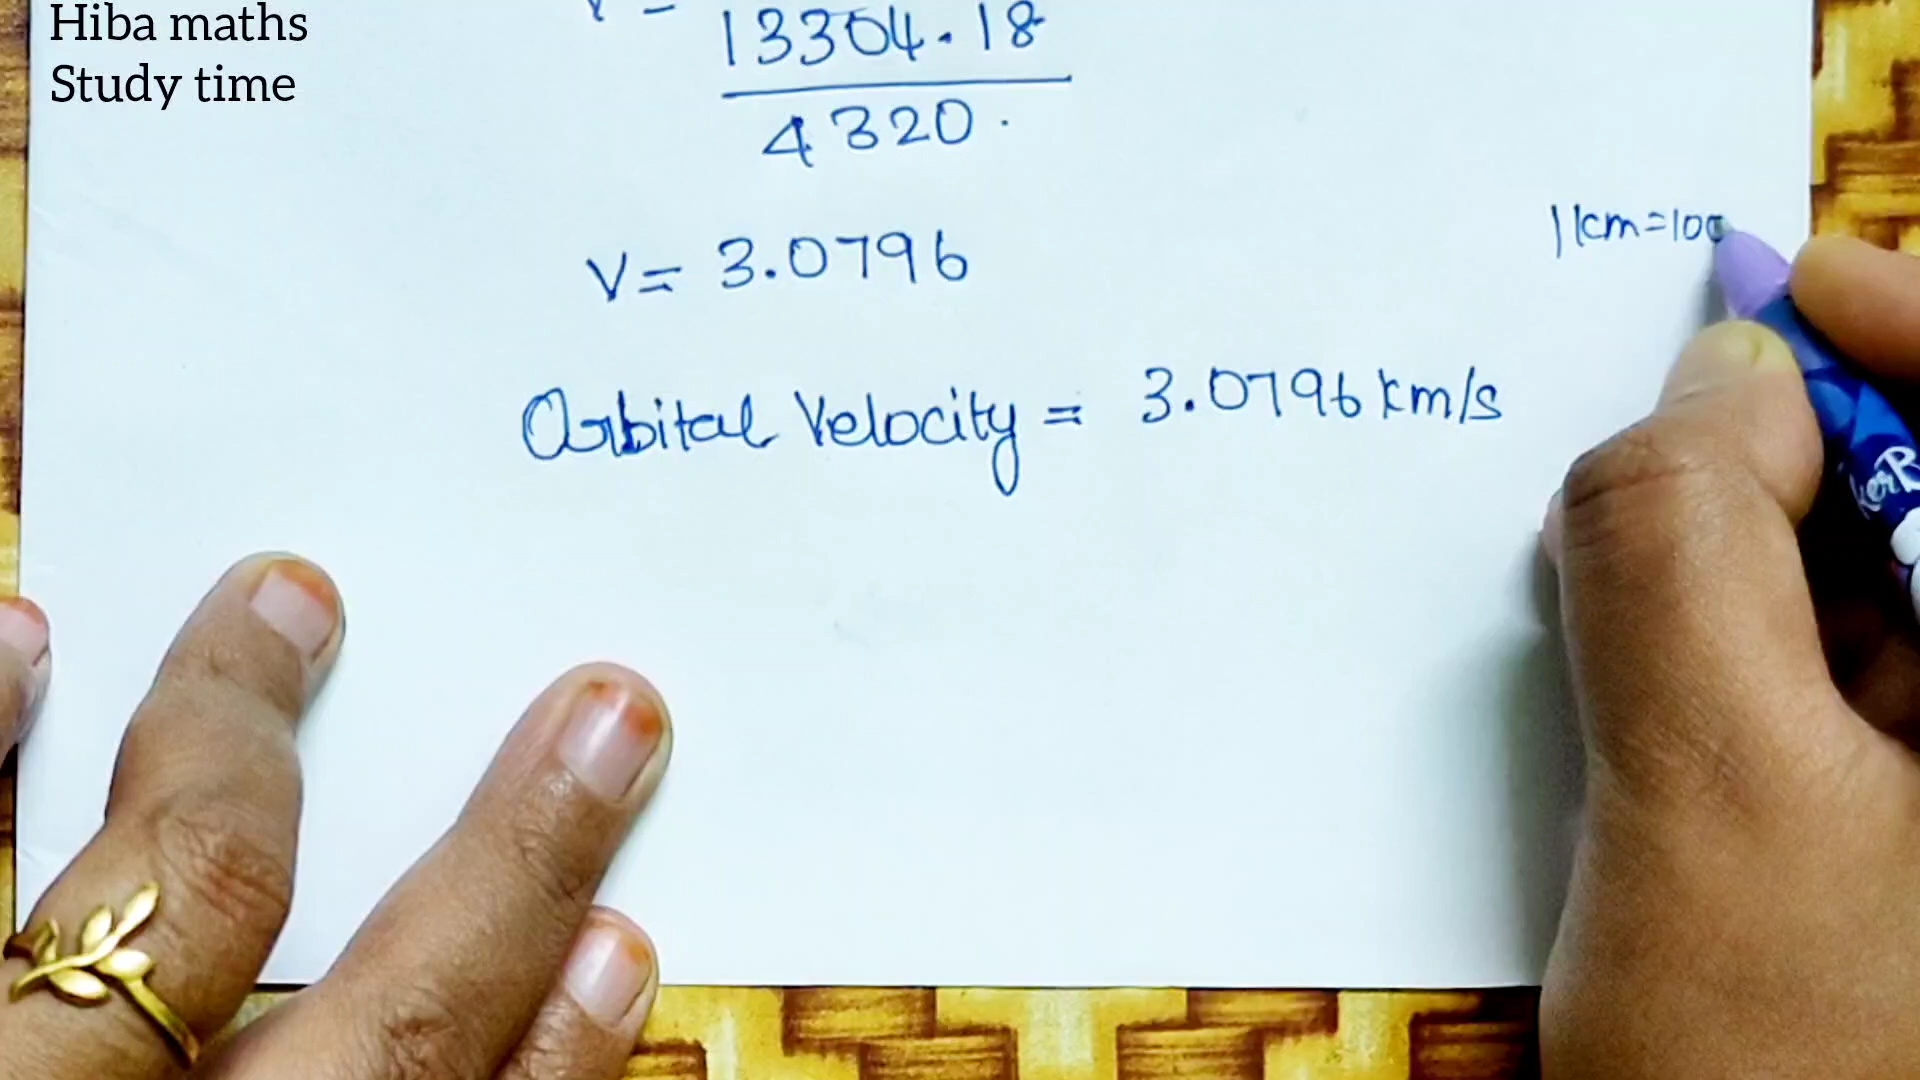 Hiba maths
Study time
13304.18
4320.
V = 3.0796
1km=100
Orbital Velocity = 3.0796 km/s